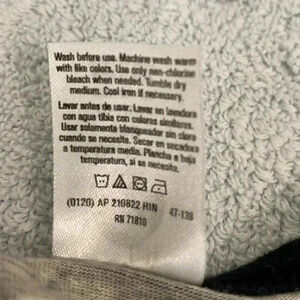 Wash before use. Machine wash warm
with like colors. Use only non-chlorine
bleach when needed. Tumble dry
medium. Cool iron if necessary.
Lavar antes de usar. Lavar en lavadora
con agua tibia con colores similares.
Usar solamente blanqueador sin cloro
cuando se necesite. Secar en secadora
a temperatura media. Plancha a baja
temperatura, si se necesita.
(0120) AP 210822 HIN 47-139
RN 71810